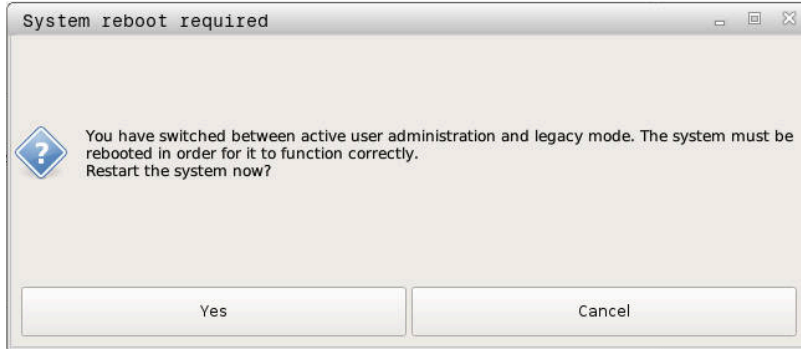 System reboot required
You have switched between active user administration and legacy mode. The system must be
rebooted in order for it to function correctly.
Restart the system now?
Yes
Cancel